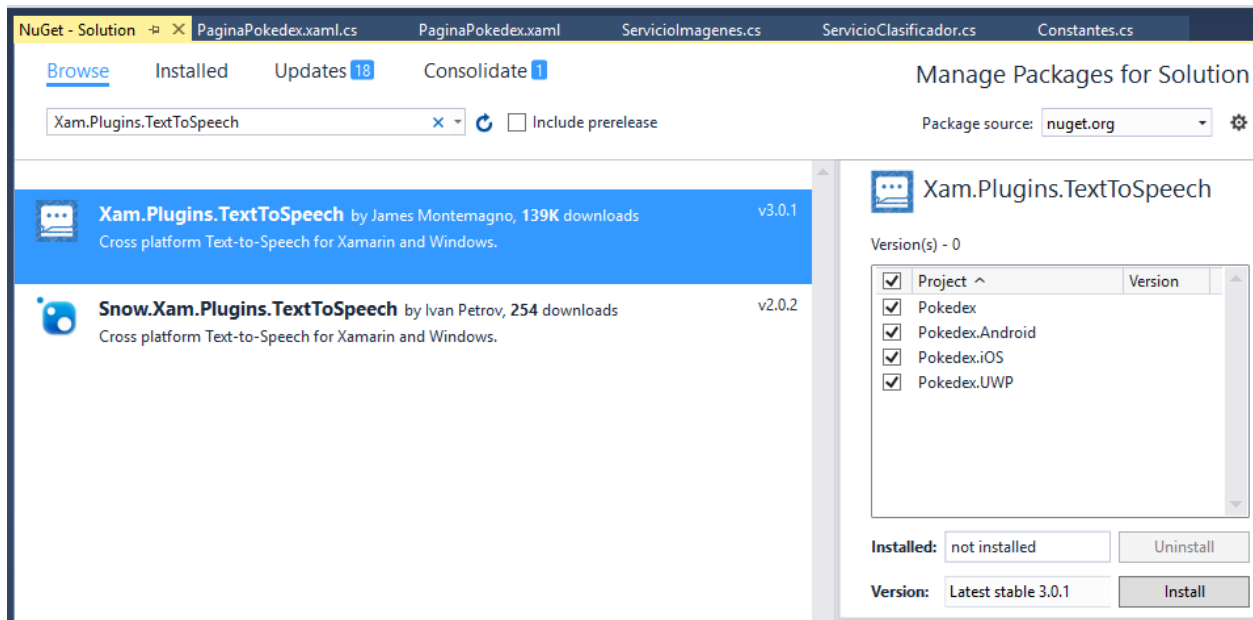 NuGet - Solution PaginaPokedex.xaml.cs PaginaPokedex.xaml ServicioImagenes.cs ServicioClasificador.cs Constantes.cs
Browse Installed Updates 18 Consolidate 1 Manage Packages for Solution
Xam.Plugins.TextToSpeech Include prerelease Package source: nuget.org
Xam.Plugins.TextToSpeech by James Montemagno, 139K downloads v3.0.1
Cross platform Text-to-Speech for Xamarin and Windows.
Snow.Xam.Plugins.TextToSpeech by Ivan Petrov, 254 downloads v2.0.2
Cross platform Text-to-Speech for Xamarin and Windows.
Xam.Plugins.TextToSpeech
Version(s) - 0
Project Version
Pokedex
Pokedex.Android
Pokedex.iOS
Pokedex.UWP
Installed: not installed Uninstall
Version: Latest stable 3.0.1 Install